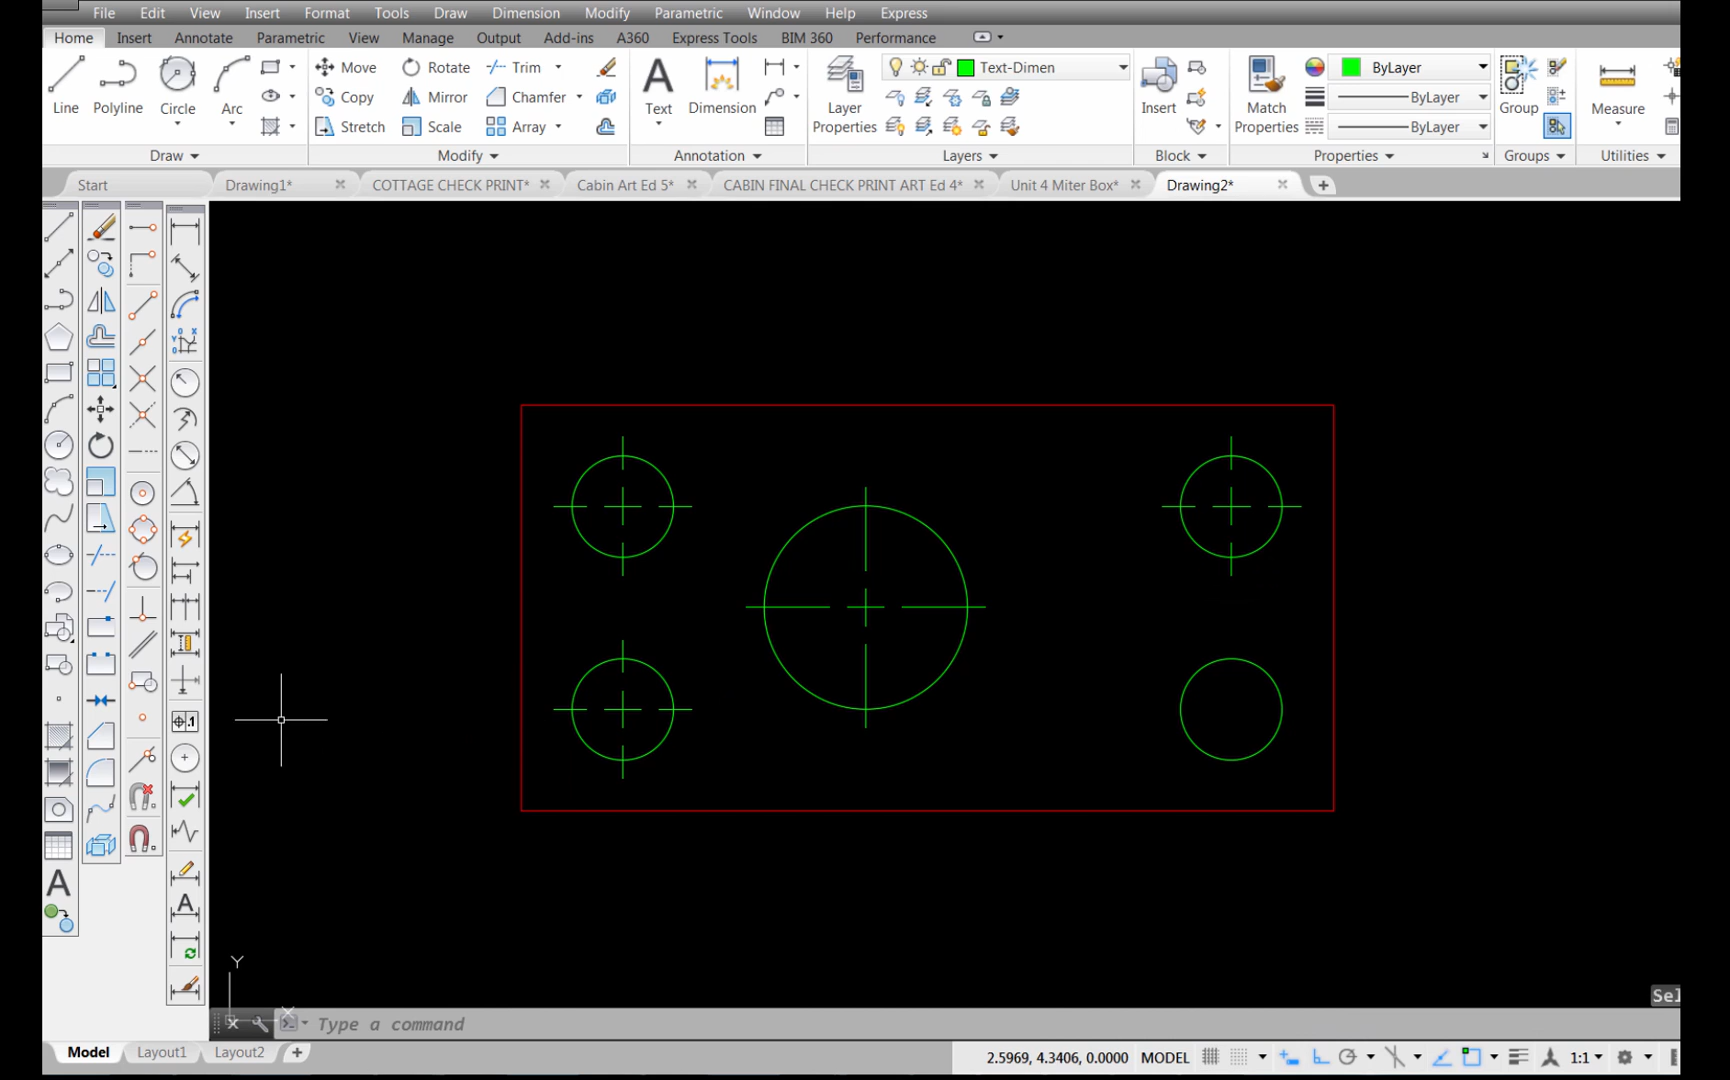 File Edit View Insert Format Tools Draw Dimension Modify Parametric Window Help Express
Home Insert Annotate Parametric View Manage Output Add-ins A360 Express Tools BIM 360 Performance
Move Rotate Trim Text-Dimen ByLayer
Copy Mirror Chamfer ByLayer
Line Polyline Circle Arc Text Dimension Layer Properties Insert Match Properties Group Measure
Stretch Scale Array ByLayer
Draw Modify Annotation Layers Block Properties Groups Utilities
Start Drawing1* COTTAGE CHECK PRINT* Cabin Art Ed 5* CABIN FINAL CHECK PRINT ART Ed 4* Unit 4 Miter Box* Drawing2*
A
.1
A
A
Y
X
Sel
Type a command
Model Layout1 Layout2 2.5969, 4.3406, 0.0000 MODEL 1:1